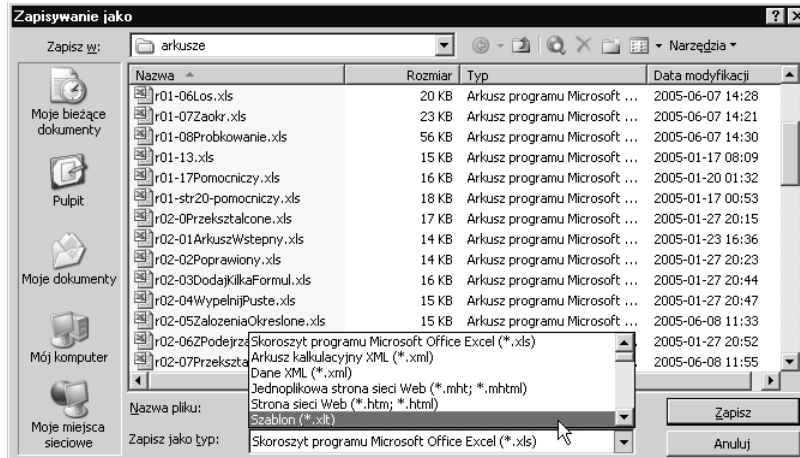 Zapisywanie jako
Zapisz w: arkusze Narzędzia
Nazwa Rozmiar Typ Data modyfikacji
r01-06Los.xls 20 KB Arkusz programu Microsoft ... 2005-06-07 14:28
r01-07Zaokr.xls 23 KB Arkusz programu Microsoft ... 2005-06-07 14:21
r01-08Probkowanie.xls 56 KB Arkusz programu Microsoft ... 2005-06-07 14:30
r01-13.xls 15 KB Arkusz programu Microsoft ... 2005-01-17 08:09
r01-17Pomocniczy.xls 16 KB Arkusz programu Microsoft ... 2005-01-20 01:32
r01-str20-pomocniczy.xls 18 KB Arkusz programu Microsoft ... 2005-01-17 00:53
r02-0Przeksztalcone.xls 17 KB Arkusz programu Microsoft ... 2005-01-27 20:15
r02-01ArkuszWstepny.xls 14 KB Arkusz programu Microsoft ... 2005-01-23 16:36
r02-02Poprawiony.xls 14 KB Arkusz programu Microsoft ... 2005-01-27 20:23
r02-03DodajKilkaFormul.xls 16 KB Arkusz programu Microsoft ... 2005-01-27 20:44
r02-04WypelnijPuste.xls 15 KB Arkusz programu Microsoft ... 2005-01-27 20:47
r02-05ZalozeniaOkreslone.xls 15 KB Arkusz programu Microsoft ... 2005-06-08 11:33
r02-06ZPodejrza 2005-01-27 20:52
r02-07Przekszta 2005-06-08 11:55
Moje bieżące
dokumenty
Pulpit
Moje dokumenty
Mój komputer
Moje miejsca
sieciowe
Skoroszyt programu Microsoft Office Excel (*.xls)
Arkusz kalkulacyjny XML (*.xml)
Dane XML (*.xml)
Jednoplikowa strona sieci Web (*.mht; *.mhtml)
Strona sieci Web (*.htm; *.html)
Szablon (*.xlt)
Nazwa pliku: Zapisz
Zapisz jako typ: Skoroszyt programu Microsoft Office Excel (*.xls) Anuluj